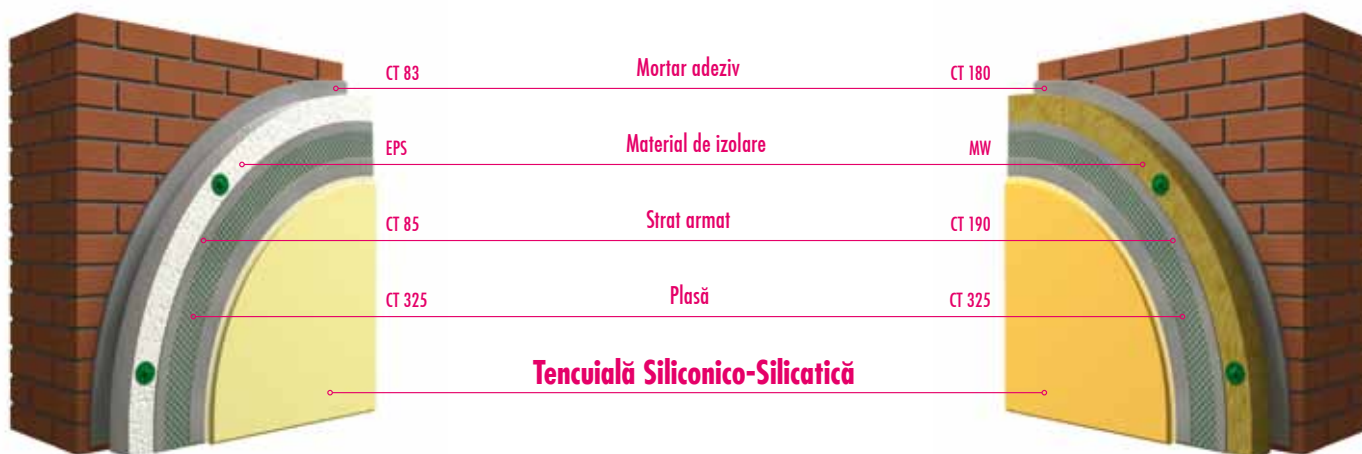 CT 83 Mortar adeziv CT 180
EPS Material de izolare MW
CT 85 Strat armat CT 190
CT 325 Plasă CT 325
Tencuială Siliconico-Silicatică